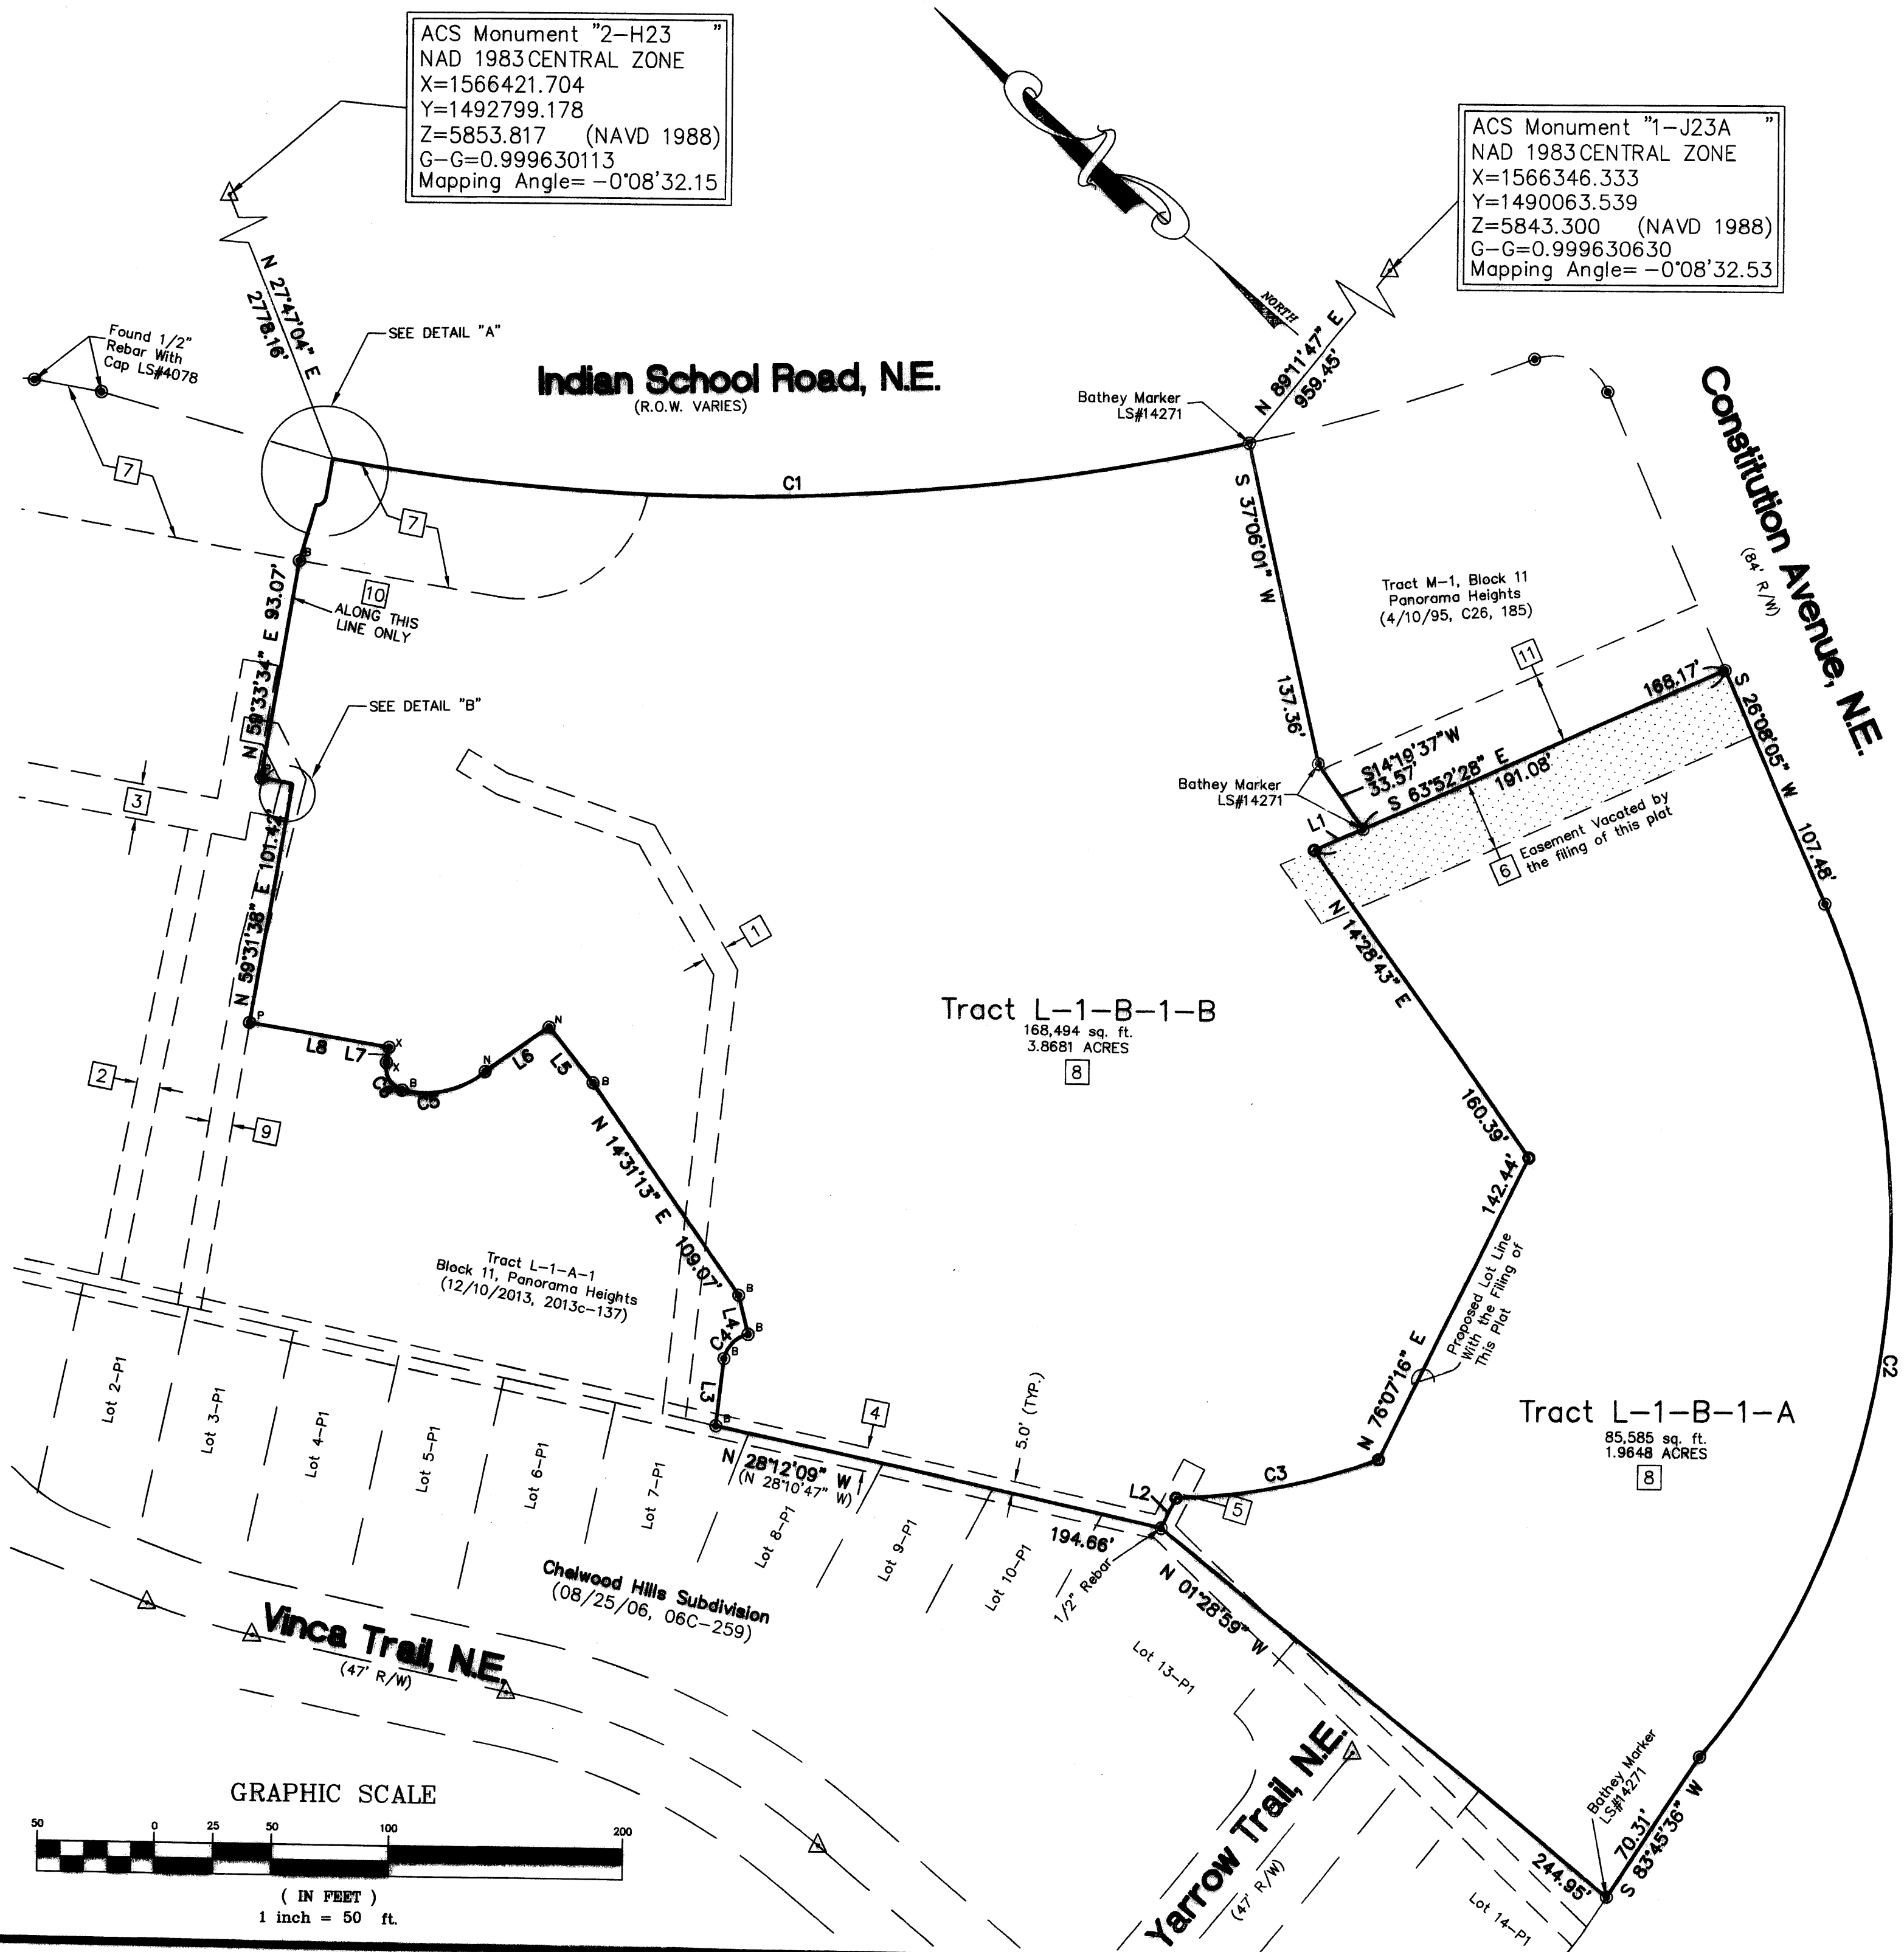 ACS Monument "2-H23 "
NAD 1983 CENTRAL ZONE
X=1566421.704
Y=1492799.178
Z=5853.817 (NAVD 1988)
G-G=0.999630113
Mapping Angle= -0°08'32.15
ACS Monument "1-J23A "
NAD 1983 CENTRAL ZONE
X=1566346.333
Y=1490063.539
Z=5843.300 (NAVD 1988)
G-G=0.999630630
Mapping Angle= -0°08'32.53
NORTH
N 27°47'04" E
2778.16'
SEE DETAIL "A"
Found 1/2"
Rebar With
Cap LS#4078
Indian School Road, N.E.
(R.O.W. VARIES)
Bathey Marker
LS#14271
N 89°11'47" E
959.45'
Constitution Avenue, N.E.
(84' R/W)
7
7
C1
B
10
ALONG THIS
LINE ONLY
N 59°33'34" E 93.07'
S 37°06'01" W
137.36'
Tract M-1, Block 11
Panorama Heights
(4/10/95, C26, 185)
11
168.17'
S 26°08'05" W
107.48'
SEE DETAIL "B"
3
Bathey Marker
LS#14271
S14°19'37"W
33.57'
S 63°52'28" E
191.08'
L1
6
Easement Vacated by
the filing of this plat
N 59°31'38" E 101.42'
1
N 14°28'43" E
160.39'
Tract L-1-B-1-B
168,494 sq. ft.
3.8681 ACRES
8
P
L8
L7
X
X
C6
B
C5
N
L6
N
L5
B
2
9
N 14°31'13" E
109.07'
142.44'
N 76°07'16" E
Proposed Lot Line
With the Filing of
This Plat
Tract L-1-A-1
Block 11, Panorama Heights
(12/10/2013, 2013c-137)
B
L4
B
C4
B
L3
B
C2
Tract L-1-B-1-A
85,585 sq. ft.
1.9648 ACRES
8
Lot 2-P1
Lot 3-P1
Lot 4-P1
Lot 5-P1
Lot 6-P1
Lot 7-P1
Lot 8-P1
Lot 9-P1
Lot 10-P1
4
5.0' (TYP.)
N 28°12'09" W
(N 28°10'47" W)
194.66'
L2
C3
5
1/2" Rebar
N 01°28'59" W
244.95'
Lot 13-P1
Lot 14-P1
Chelwood Hills Subdivision
(08/25/06, 06C-259)
Vinca Trail, N.E.
(47' R/W)
Yarrow Trail, N.E.
(47' R/W)
Bathey Marker
LS#14271
70.31'
S 83°45'36" W
GRAPHIC SCALE
50 0 25 50 100 200
( IN FEET )
1 inch = 50 ft.